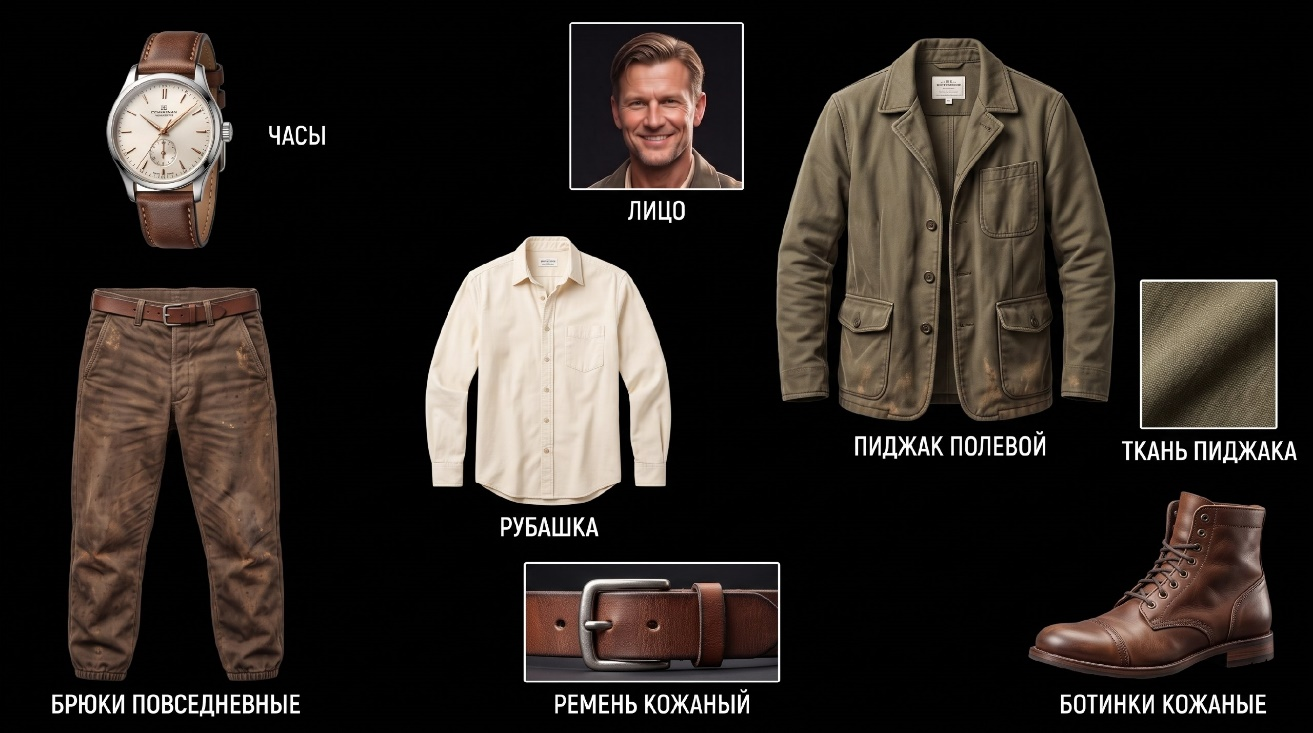 ЧАСЫ
ЛИЦО
РУБАШКА
ПИДЖАК ПОЛЕВОЙ
ТКАНЬ ПИДЖАКА
БРЮКИ ПОВСЕДНЕВНЫЕ
РЕМЕНЬ КОЖАНЫЙ
БОТИНКИ КОЖАНЫЕ